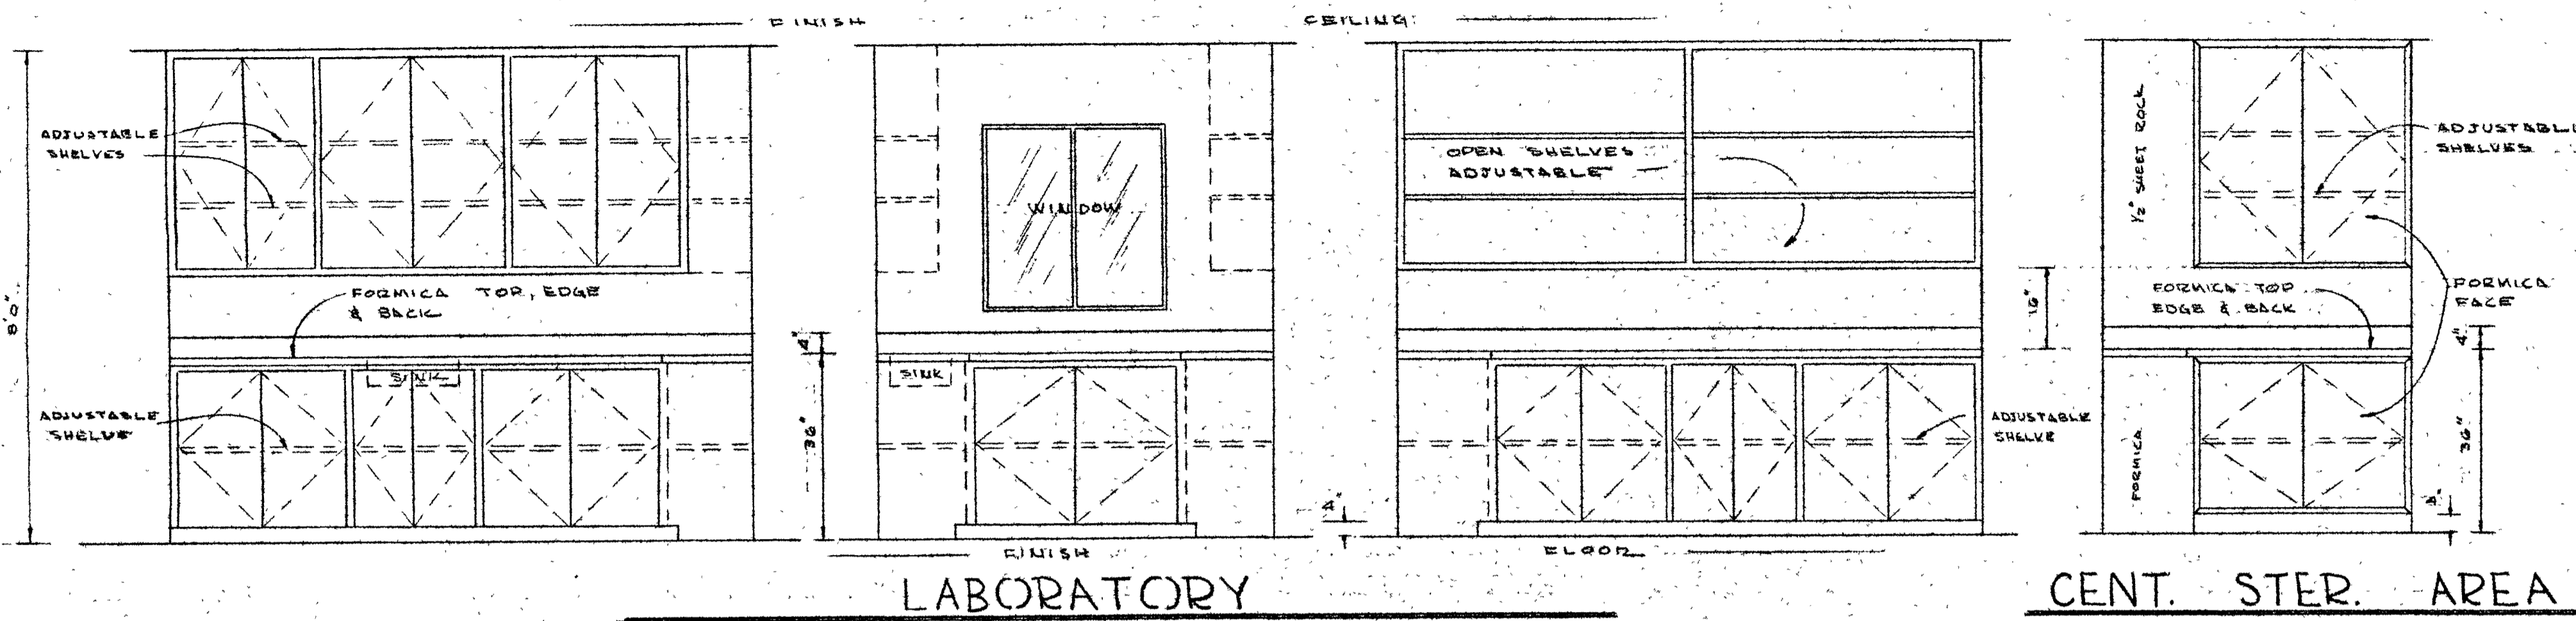 FINISH CEILING
8'0"
ADJUSTABLE
SHELVES
FORMICA TOP, EDGE
& BACK
SINK
ADJUSTABLE
SHELVE
4"
36"
WINDOW
SINK
OPEN SHELVES
ADJUSTABLE
ADJUSTABLE
SHELVE
4"
FINISH FLOOR
LABORATORY
1/2" SHEET ROCK
ADJUSTABLE
SHELVES
16"
FORMICA TOP
EDGE & BACK
FORMICA
FACE
4"
36"
4"
FORMICA
CENT. STER. AREA